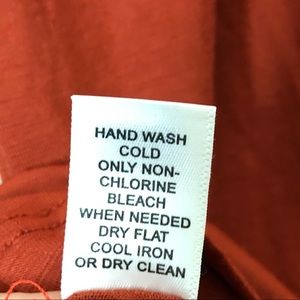 HAND WASH
COLD
ONLY NON-
CHLORINE
BLEACH
WHEN NEEDED
DRY FLAT
COOL IRON
OR DRY CLEAN